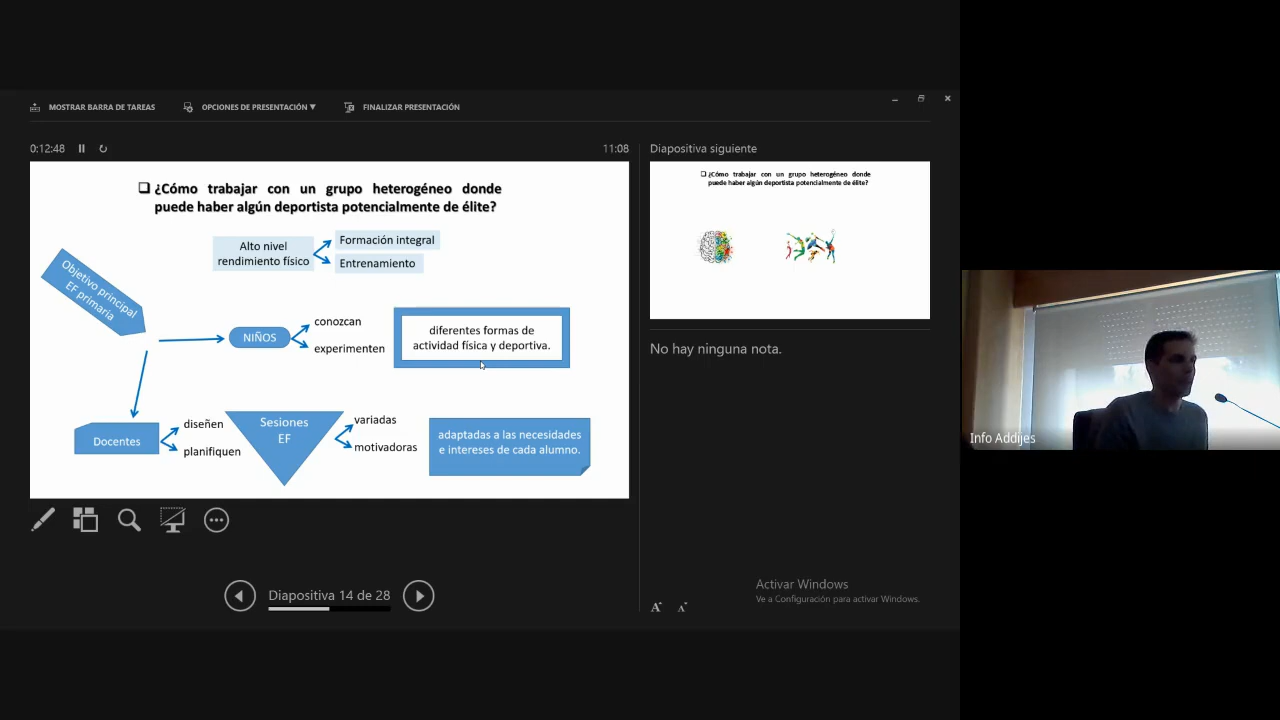 MOSTRAR BARRA DE TAREAS
OPCIONES DE PRESENTACIÓN ▼
FINALIZAR PRESENTACIÓN
0:12:48
11:08
Diapositiva siguiente
❑ ¿Cómo trabajar con un grupo heterogéneo donde
puede haber algún deportista potencialmente de élite?
Alto nivel
rendimiento físico
Formación integral
Entrenamiento
Objetivo principal
EF primaria
NIÑOS
conozcan
experimenten
diferentes formas de
actividad física y deportiva.
Docentes
diseñen
planifiquen
Sesiones
EF
variadas
motivadoras
adaptadas a las necesidades
e intereses de cada alumno.
❑ ¿Cómo trabajar con un grupo heterogéneo donde
puede haber algún deportista potencialmente de élite?
No hay ninguna nota.
Info Addijes
Diapositiva 14 de 28
Activar Windows
Ve a Configuración para activar Windows.
A A